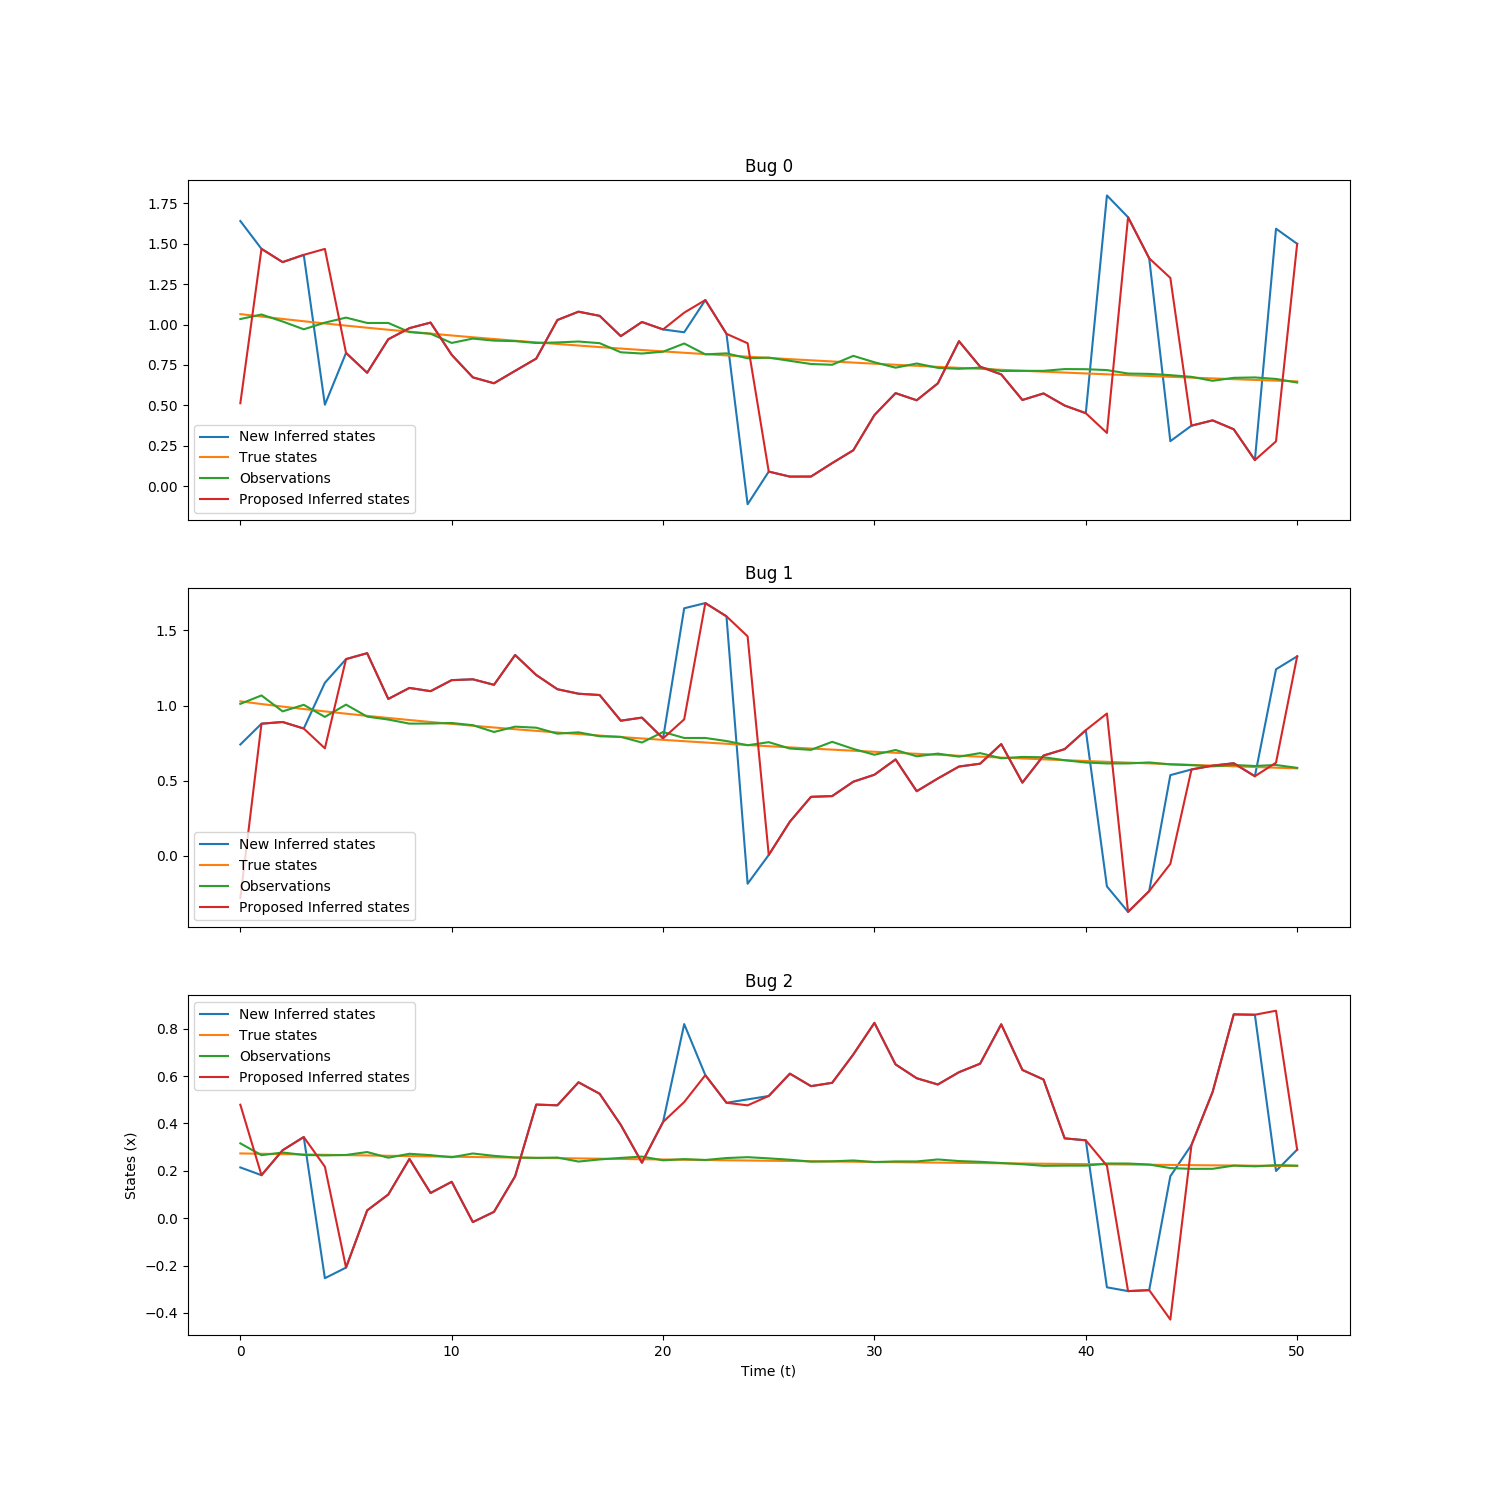 Bug 0
1.75
1.50
1.25
1.00
0.75
0.50
0.25
0.00
New Inferred states
True states
Observations
Proposed Inferred states
Bug 1
1.5
1.0
0.5
0.0
New Inferred states
True states
Observations
Proposed Inferred states
Bug 2
New Inferred states
True states
Observations
Proposed Inferred states
0.8
0.6
0.4
0.2
0.0
−0.2
−0.4
States (x)
0 10 20 30 40 50
Time (t)